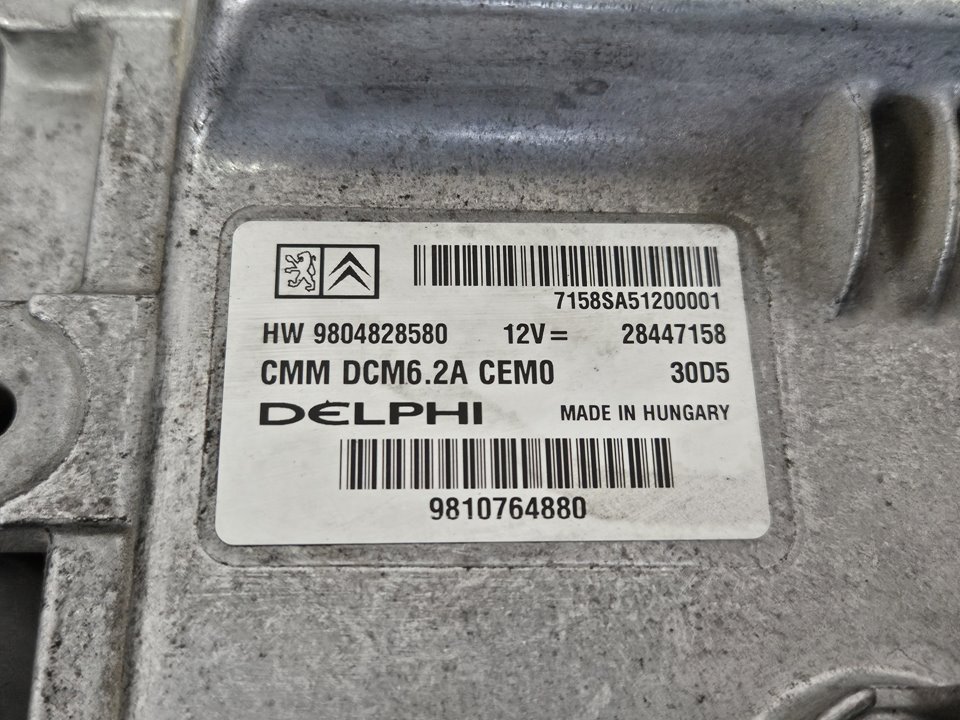 7158SA51200001
HW 9804828580 12V= 28447158
CMM DCM6.2A CEM0 30D5
DELPHI MADE IN HUNGARY
9810764880